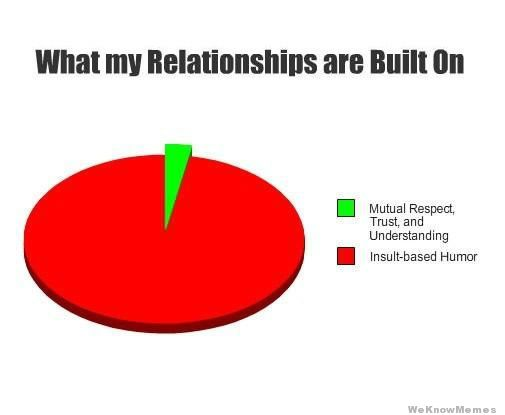 What my Relationships are Built On
Mutual Respect,
Trust, and
Understanding
Insult-based Humor
WeKnowMemes